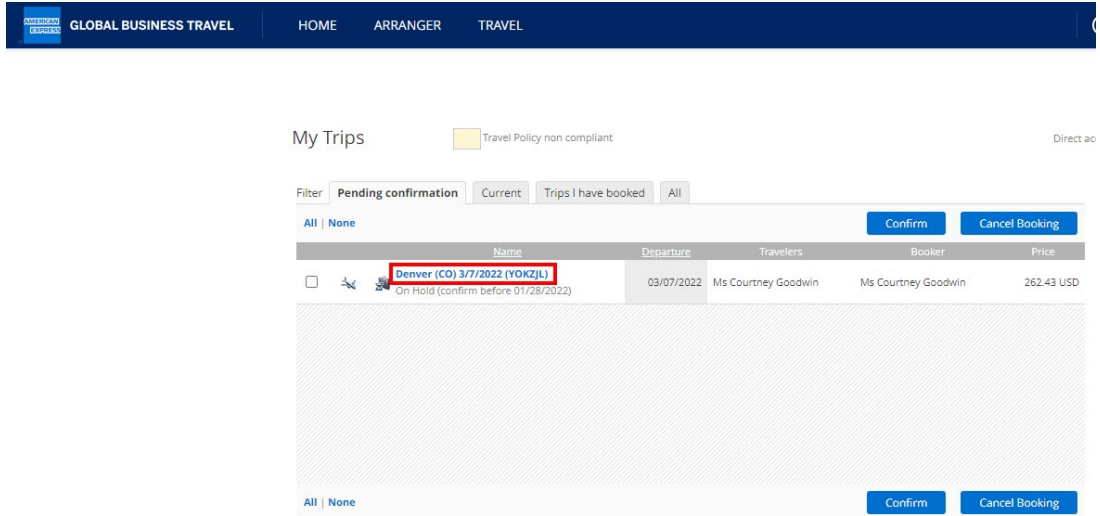 AMERICAN EXPRESS GLOBAL BUSINESS TRAVEL HOME ARRANGER TRAVEL
My Trips Travel Policy non compliant Direct
Filter Pending confirmation Current Trips I have booked All
All | None Confirm Cancel Booking
Name Departure Travelers Booker Price
Denver (CO) 3/7/2022 (YOKZJL)
On Hold (confirm before 01/28/2022) 03/07/2022 Ms Courtney Goodwin Ms Courtney Goodwin 262.43 USD
All | None Confirm Cancel Booking